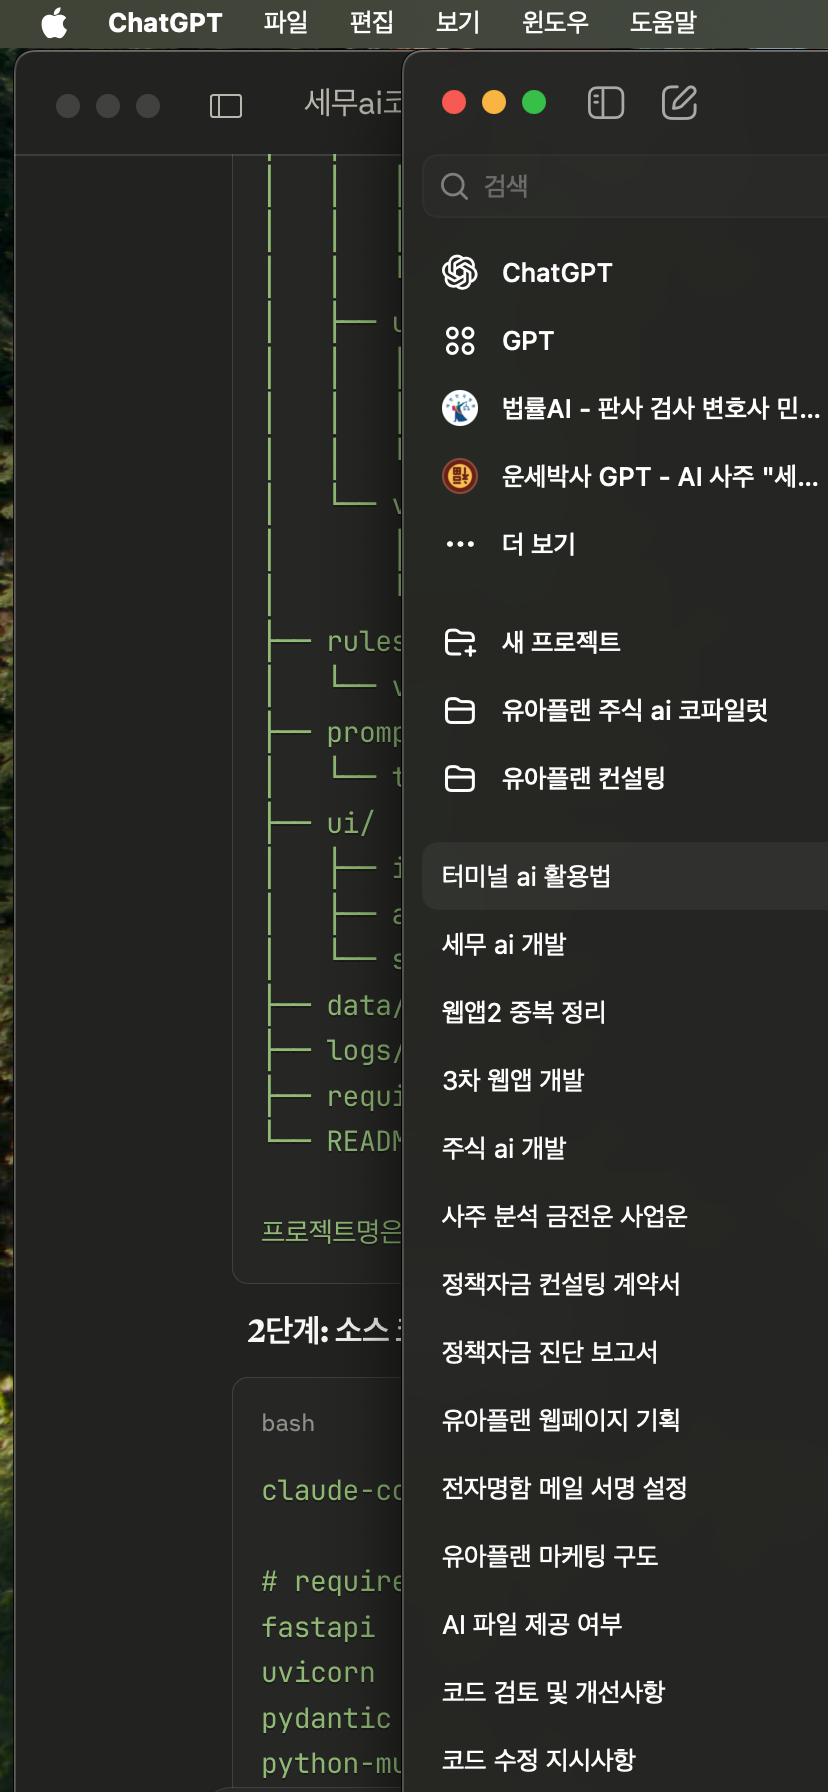 ChatGPT 파일 편집 보기 윈도우 도움말
세무ai코
├── rules
├── promp
├── ui/
├── data/
├── logs/
├── requi
└── READM
프로젝트명은
2단계: 소스
bash
claude-co
# require
fastapi
uvicorn
pydantic
python-mu
검색
ChatGPT
GPT
법률AI - 판사 검사 변호사 민...
운세박사 GPT - AI 사주 "세...
더 보기
새 프로젝트
유아플랜 주식 ai 코파일럿
유아플랜 컨설팅
터미널 ai 활용법
세무 ai 개발
웹앱2 중복 정리
3차 웹앱 개발
주식 ai 개발
사주 분석 금전운 사업운
정책자금 컨설팅 계약서
정책자금 진단 보고서
유아플랜 웹페이지 기획
전자명함 메일 서명 설정
유아플랜 마케팅 구도
AI 파일 제공 여부
코드 검토 및 개선사항
코드 수정 지시사항